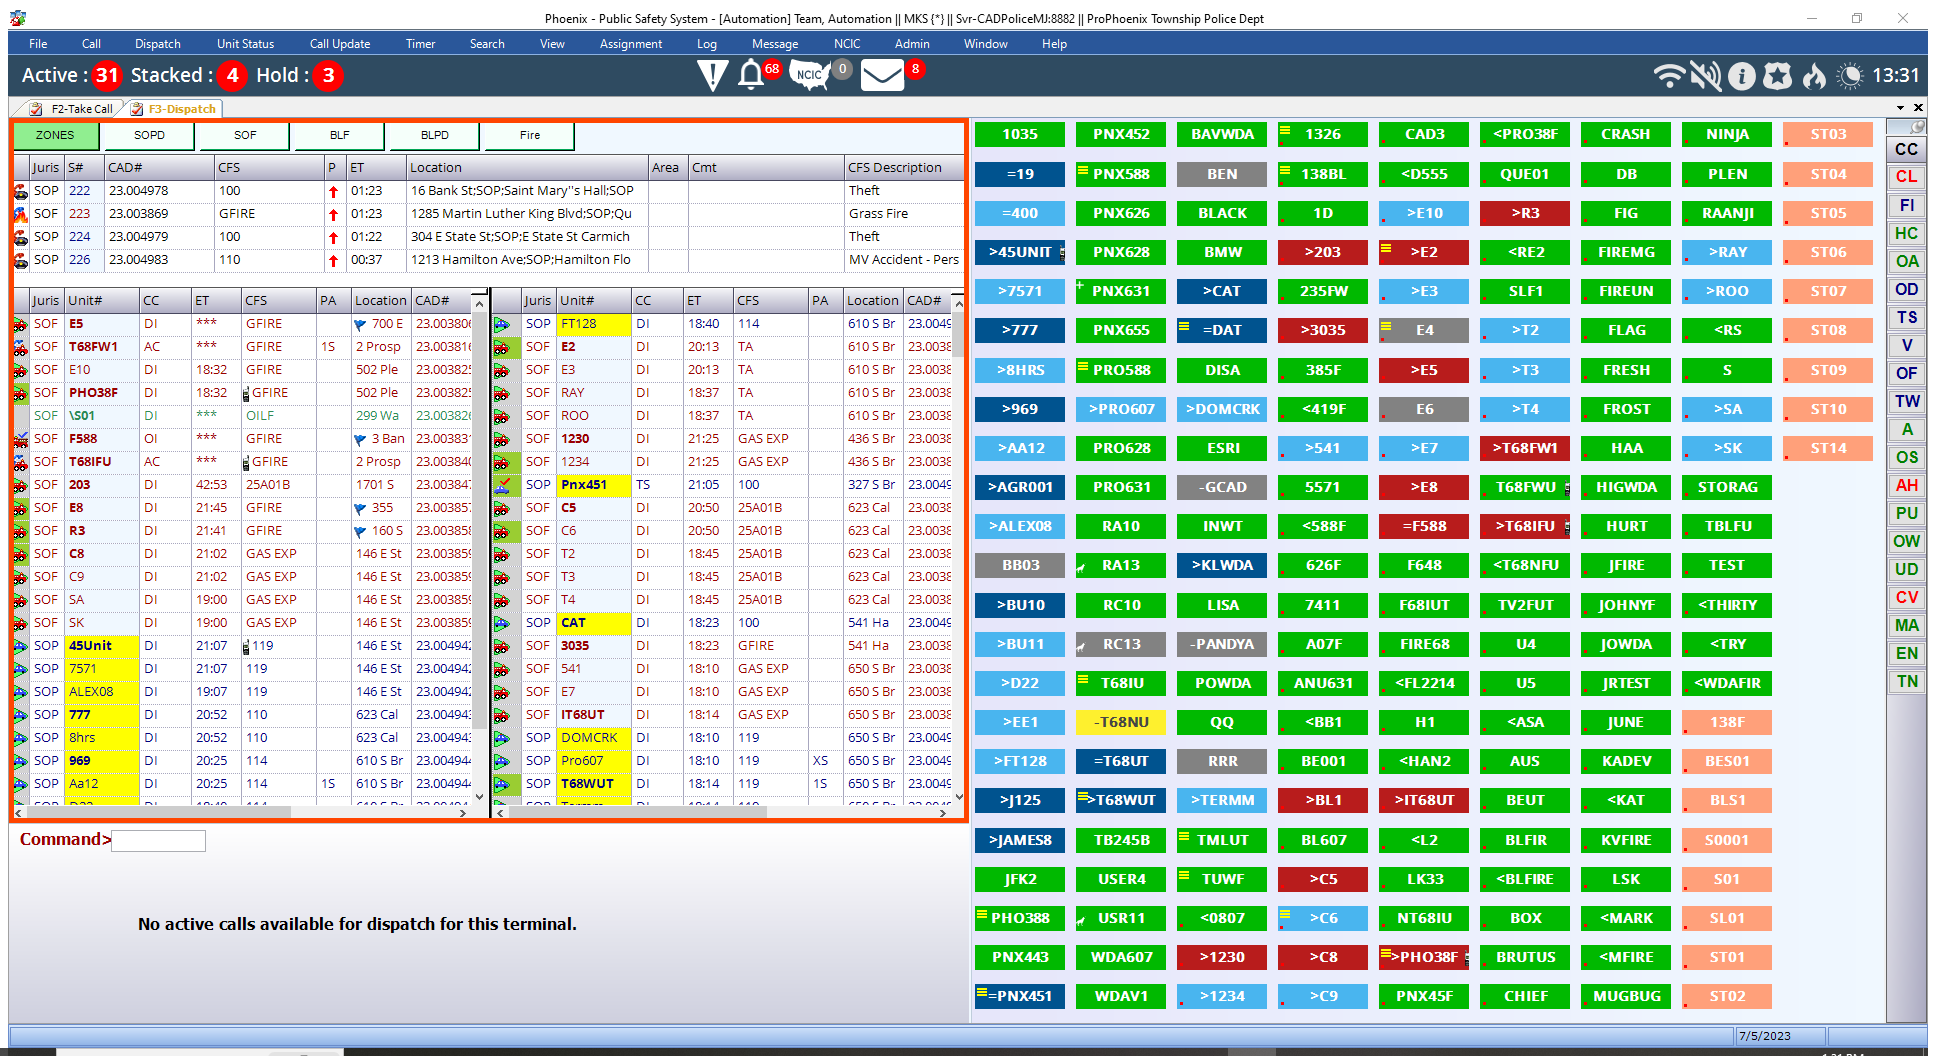 Phoenix - Public Safety System - [Automation] Team, Automation || MKS {*} || Svr-CADPoliceMJ:8882 || ProPhoenix Township Police Dept
File Call Dispatch Unit Status Call Update Timer Search View Assignment Log Message NCIC Admin Window Help
Active : 31 Stacked : 4 Hold : 3 68 NCIC 0 8 13:31
F2-Take Call F3-Dispatch
ZONES SOPD SOF BLF BLPD Fire
Juris S# CAD# CFS P ET Location Area Cmt CFS Description
SOP 222 23.004978 100 01:23 16 Bank St;SOP;Saint Mary''s Hall;SOP Theft
SOF 223 23.003869 GFIRE 01:23 1285 Martin Luther King Blvd;SOP;Qu Grass Fire
SOP 224 23.004979 100 01:22 304 E State St;SOP;E State St Carmich Theft
SOP 226 23.004983 110 00:37 1213 Hamilton Ave;SOP;Hamilton Flo MV Accident - Pers
Juris Unit# CC ET CFS PA Location CAD#
SOF E5 DI *** GFIRE 700 E 23.003806
SOF T68FW1 AC *** GFIRE 1S 2 Prosp 23.003816
SOF E10 DI 18:32 GFIRE 502 Ple 23.003825
SOF PHO38F DI 18:32 GFIRE 502 Ple 23.003825
SOF \S01 DI *** OILF 299 Wa 23.003826
SOF F588 OI *** GFIRE 3 Ban 23.003831
SOF T68IFU AC *** GFIRE 2 Prosp 23.003840
SOF 203 DI 42:53 25A01B 1701 S 23.003847
SOF E8 DI 21:45 GFIRE 355 23.003857
SOF R3 DI 21:41 GFIRE 160 S 23.003858
SOF C8 DI 21:02 GAS EXP 146 E St 23.003859
SOF C9 DI 21:02 GAS EXP 146 E St 23.003859
SOF SA DI 19:00 GAS EXP 146 E St 23.003859
SOF SK DI 19:00 GAS EXP 146 E St 23.003859
SOP 45Unit DI 21:07 119 146 E St 23.004942
SOP 7571 DI 21:07 119 146 E St 23.004942
SOP ALEX08 DI 19:07 119 146 E St 23.004942
SOP 777 DI 20:52 110 623 Cal 23.004943
SOP 8hrs DI 20:52 110 623 Cal 23.004943
SOP 969 DI 20:25 114 610 S Br 23.004944
SOP Aa12 DI 20:25 114 1S 610 S Br 23.004944
Juris Unit# CC ET CFS PA Location CAD#
SOP FT128 DI 18:40 114 610 S Br 23.0049
SOF E2 DI 20:13 TA 610 S Br 23.0038
SOF E3 DI 20:13 TA 610 S Br 23.0038
SOF RAY DI 18:37 TA 610 S Br 23.0038
SOF ROO DI 18:37 TA 610 S Br 23.0038
SOF 1230 DI 21:25 GAS EXP 436 S Br 23.0038
SOF 1234 DI 21:25 GAS EXP 436 S Br 23.0038
SOP Pnx451 TS 21:05 100 327 S Br 23.0049
SOF C5 DI 20:50 25A01B 623 Cal 23.0038
SOF C6 DI 20:50 25A01B 623 Cal 23.0038
SOF T2 DI 18:45 25A01B 623 Cal 23.0038
SOF T3 DI 18:45 25A01B 623 Cal 23.0038
SOF T4 DI 18:45 25A01B 623 Cal 23.0038
SOP CAT DI 18:23 100 541 Ha 23.0049
SOF 3035 DI 18:23 GFIRE 541 Ha 23.0038
SOF 541 DI 18:10 GAS EXP 650 S Br 23.0038
SOF E7 DI 18:10 GAS EXP 650 S Br 23.0038
SOF IT68UT DI 18:14 GAS EXP 650 S Br 23.0038
SOP DOMCRK DI 18:10 119 650 S Br 23.0049
SOP Pro607 DI 18:10 119 XS 650 S Br 23.0049
SOP T68WUT DI 18:14 119 1S 650 S Br 23.0049
Command>
No active calls available for dispatch for this terminal.
1035 PNX452 BAVWDA 1326 CAD3 <PRO38F CRASH NINJA ST03
=19 PNX588 BEN 138BL <D555 QUE01 DB PLEN ST04
=400 PNX626 BLACK 1D >E10 >R3 FIG RAANJI ST05
>45UNIT PNX628 BMW >203 >E2 <RE2 FIREMG >RAY ST06
>7571 PNX631 >CAT 235FW >E3 SLF1 FIREUN >ROO ST07
>777 PNX655 =DAT >3035 E4 >T2 FLAG <RS ST08
>8HRS PRO588 DISA 385F >E5 >T3 FRESH S ST09
>969 >PRO607 >DOMCRK <419F E6 >T4 FROST >SA ST10
>AA12 PRO628 ESRI >541 >E7 >T68FW1 HAA >SK ST14
>AGR001 PRO631 -GCAD 5571 >E8 T68FWU HIGWDA STORAG
>ALEX08 RA10 INWT <588F =F588 >T68IFU HURT TBLFU
BB03 RA13 >KLWDA 626F F648 <T68NFU JFIRE TEST
>BU10 RC10 LISA 7411 F68IUT TV2FUT JOHNYF <THIRTY
>BU11 RC13 -PANDYA A07F FIRE68 U4 JOWDA <TRY
>D22 T68IU POWDA ANU631 <FL2214 U5 JRTEST <WDAFIR
>EE1 -T68NU QQ <BB1 H1 <ASA JUNE 138F
>FT128 =T68UT RRR BE001 <HAN2 AUS KADEV BES01
>J125 >T68WUT >TERMM >BL1 >IT68UT BEUT <KAT BLS1
>JAMES8 TB245B TMLUT BL607 <L2 BLFIR KVFIRE S0001
JFK2 USER4 TUWF >C5 LK33 <BLFIRE LSK S01
PHO388 USR11 <0807 >C6 NT68IU BOX <MARK SL01
PNX443 WDA607 >1230 >C8 >PHO38F BRUTUS <MFIRE ST01
=PNX451 WDAV1 >1234 >C9 PNX45F CHIEF MUGBUG ST02
CC
CL
FI
HC
OA
OD
TS
V
OF
TW
A
OS
AH
PU
OW
UD
CV
MA
EN
TN
7/5/2023